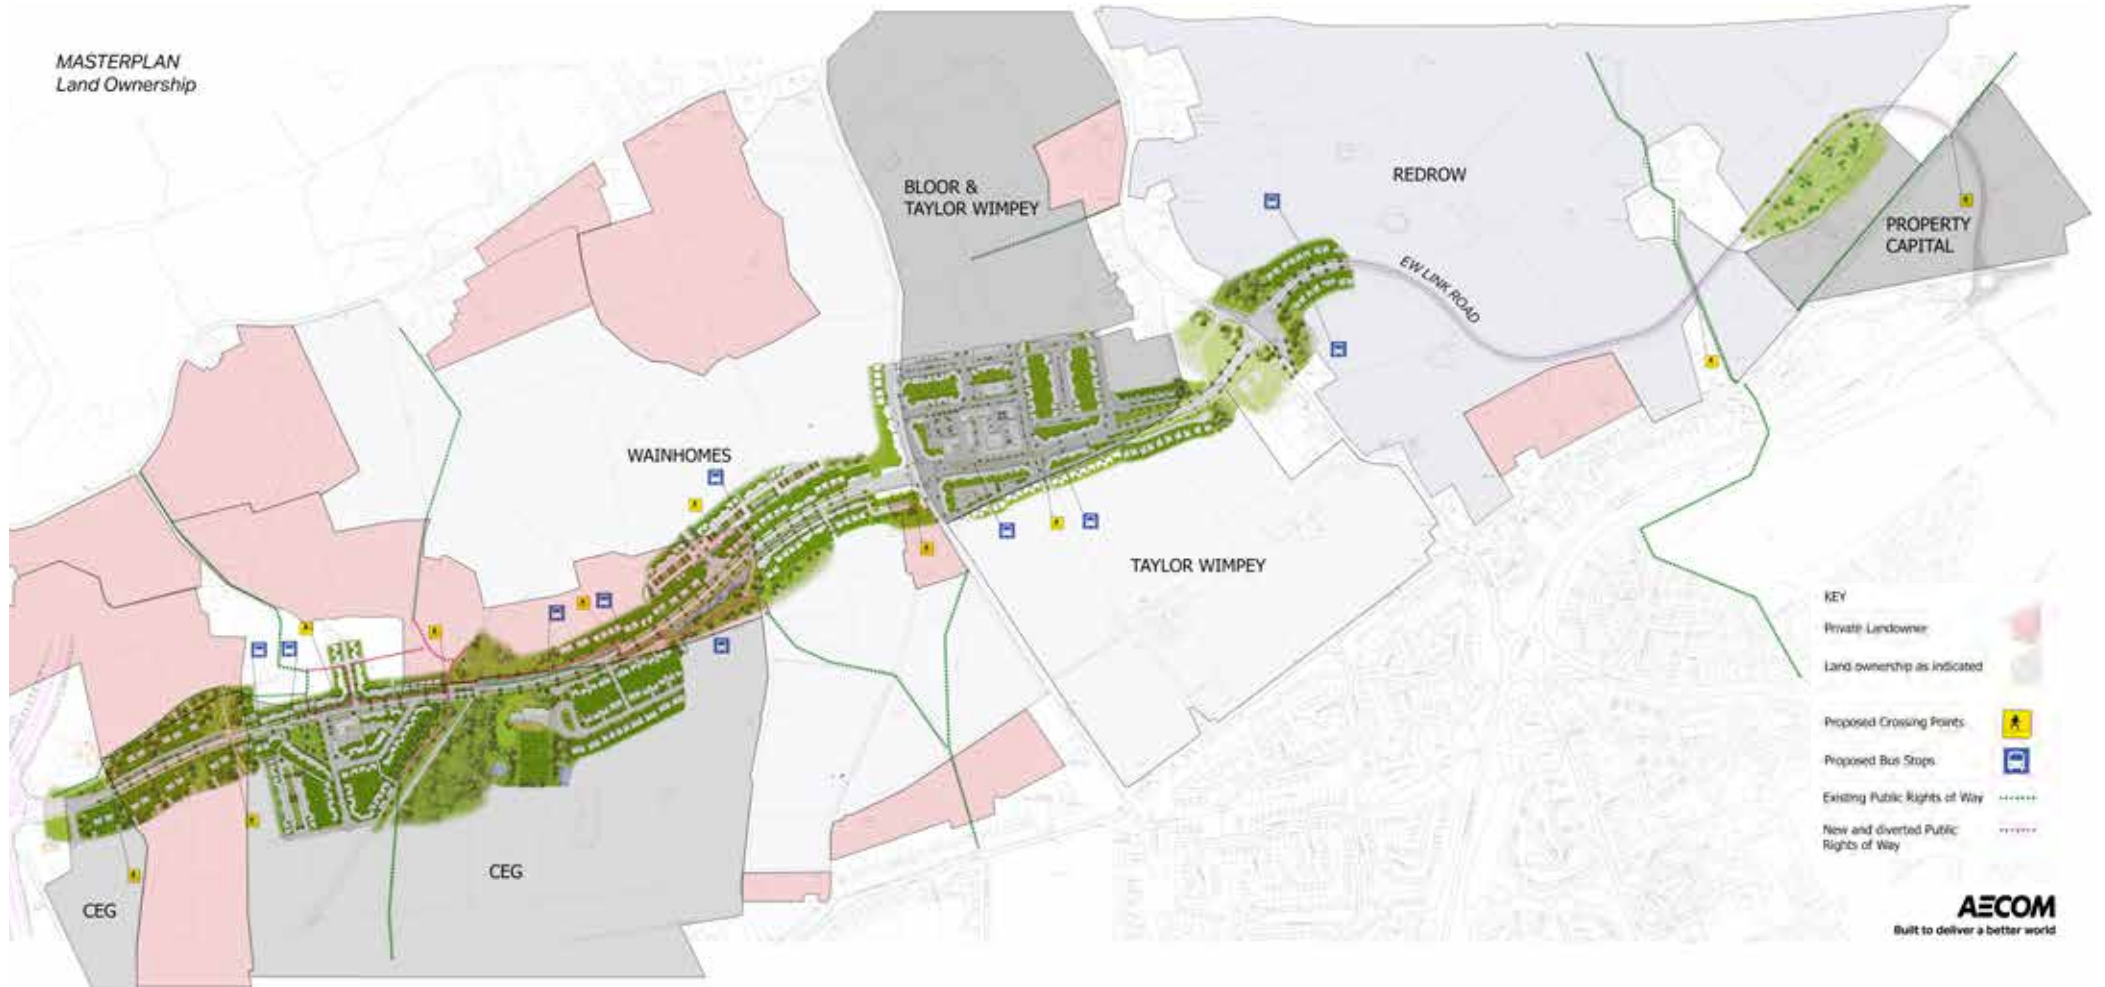 MASTERPLAN
Land Ownership
BLOOR &
TAYLOR WIMPEY
REDROW
PROPERTY
CAPITAL
EW LINK ROAD
WAINHOMES
TAYLOR WIMPEY
CEG
CEG
KEY
Private Landowner
Land ownership as indicated
Proposed Crossing Points
Proposed Bus Stops
Existing Public Rights of Way
New and diverted Public
Rights of Way
AECOM
Built to deliver a better world